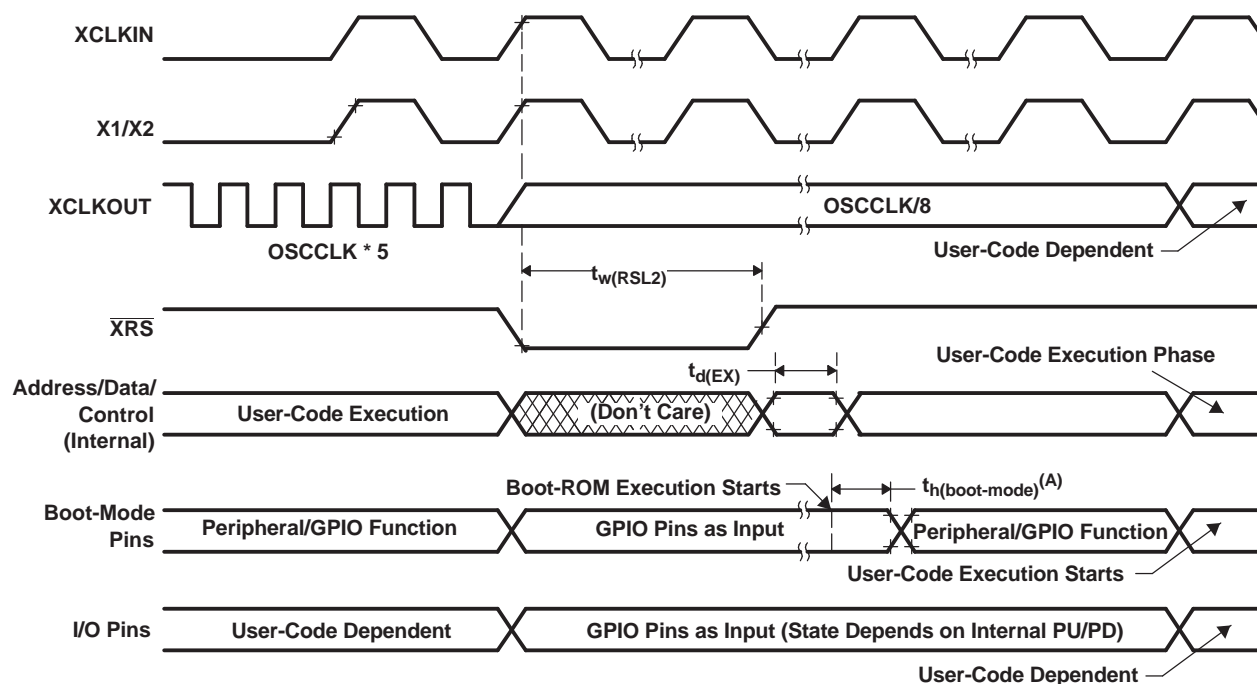 XCLKIN
X1/X2
XCLKOUT
OSCCLK * 5
OSCCLK/8
User-Code Dependent
tw(RSL2)
XRS
td(EX)
User-Code Execution Phase
Address/Data/
Control
(Internal)
User-Code Execution
(Don't Care)
Boot-ROM Execution Starts
th(boot-mode)(A)
Boot-Mode
Pins
Peripheral/GPIO Function
GPIO Pins as Input
Peripheral/GPIO Function
User-Code Execution Starts
I/O Pins
User-Code Dependent
GPIO Pins as Input (State Depends on Internal PU/PD)
User-Code Dependent